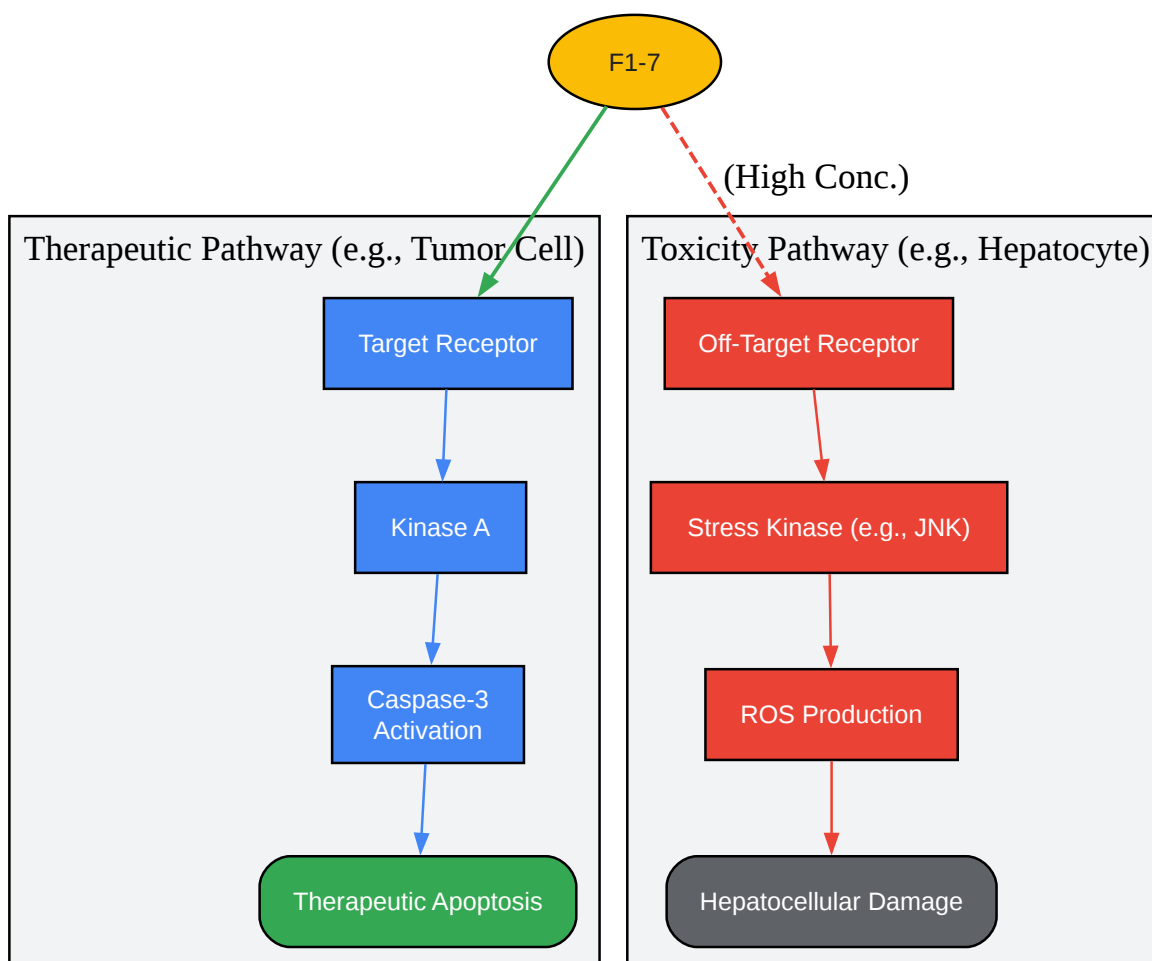 F1-7
(High Conc.)
Therapeutic Pathway (e.g., Tumor Cell)
Target Receptor
Kinase A
Caspase-3
Activation
Therapeutic Apoptosis
Toxicity Pathway (e.g., Hepatocyte)
Off-Target Receptor
Stress Kinase (e.g., JNK)
ROS Production
Hepatocellular Damage